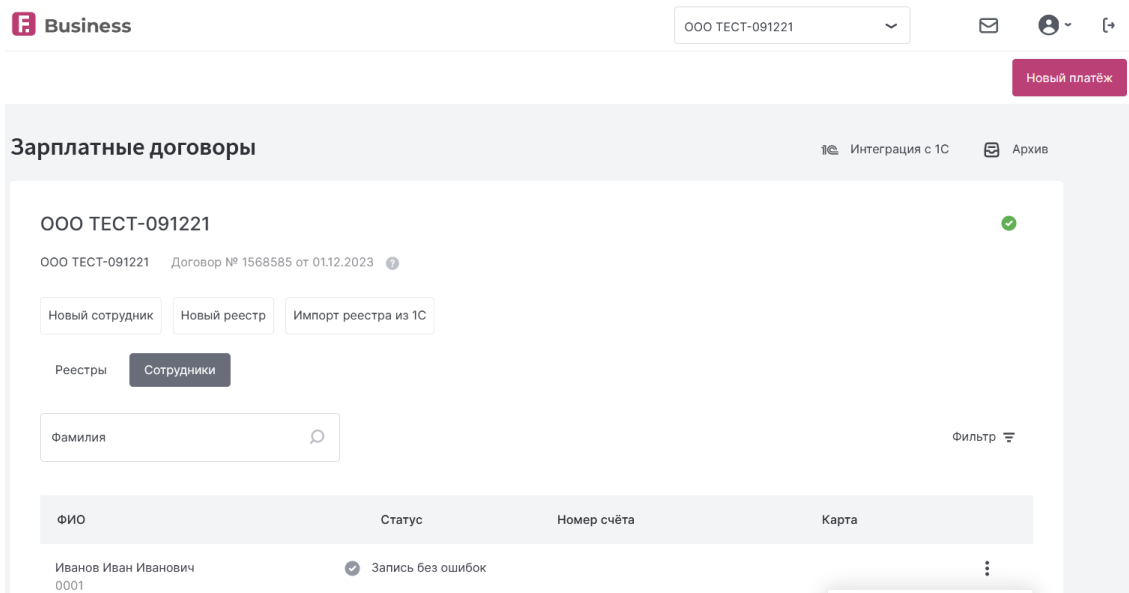 Business
ООО ТЕСТ-091221
Новый платёж
Зарплатные договоры
1С Интеграция с 1С Архив
ООО ТЕСТ-091221
ООО ТЕСТ-091221 Договор № 1568585 от 01.12.2023 ?
Новый сотрудник Новый реестр Импорт реестра из 1С
Реестры Сотрудники
Фамилия
Фильтр
ФИО Статус Номер счёта Карта
Иванов Иван Иванович Запись без ошибок
0001